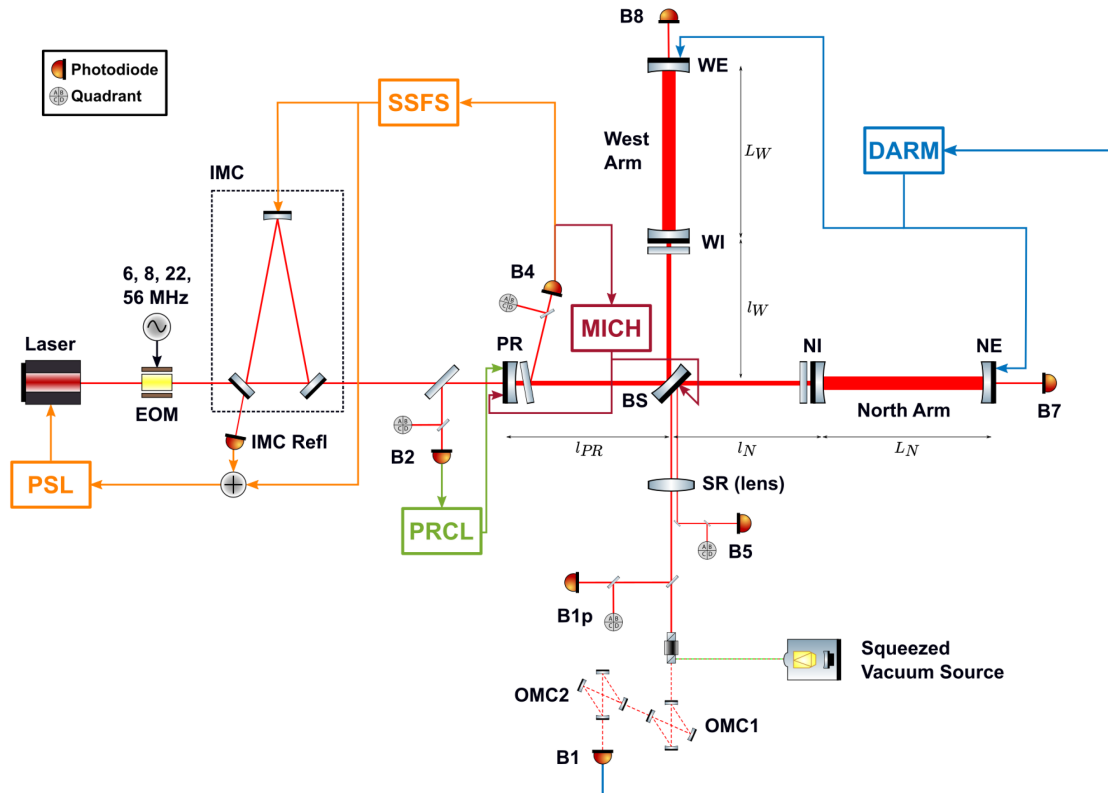 B8
Photodiode
Quadrant
WE
SSFS
West
Arm
L_W
DARM
IMC
WI
6, 8, 22,
56 MHz
B4
l_W
MICH
PR
NI
NE
Laser
BS
EOM
North Arm
B7
IMC Refl
l_PR
l_N
L_N
B2
PSL
SR (lens)
PRCL
B5
B1p
Squeezed
Vacuum Source
OMC2
OMC1
B1